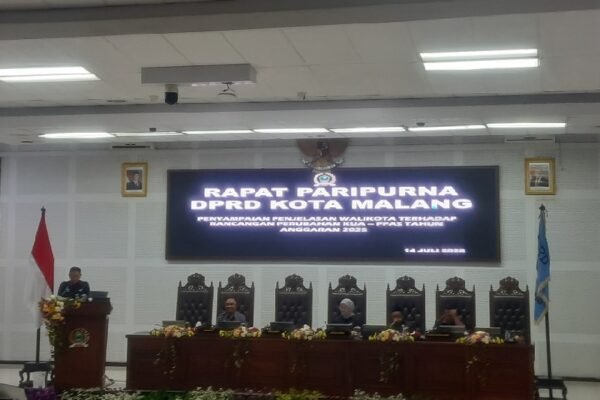 RAPAT PARIPURNA
DPRD KOTA MALANG
PENYAMPAIAN PENJELASAN WALIKOTA TERHADAP
RANCANGAN PERUBAHAN KUA - PPAS TAHUN
ANGGARAN 2025
14 JULI 2025